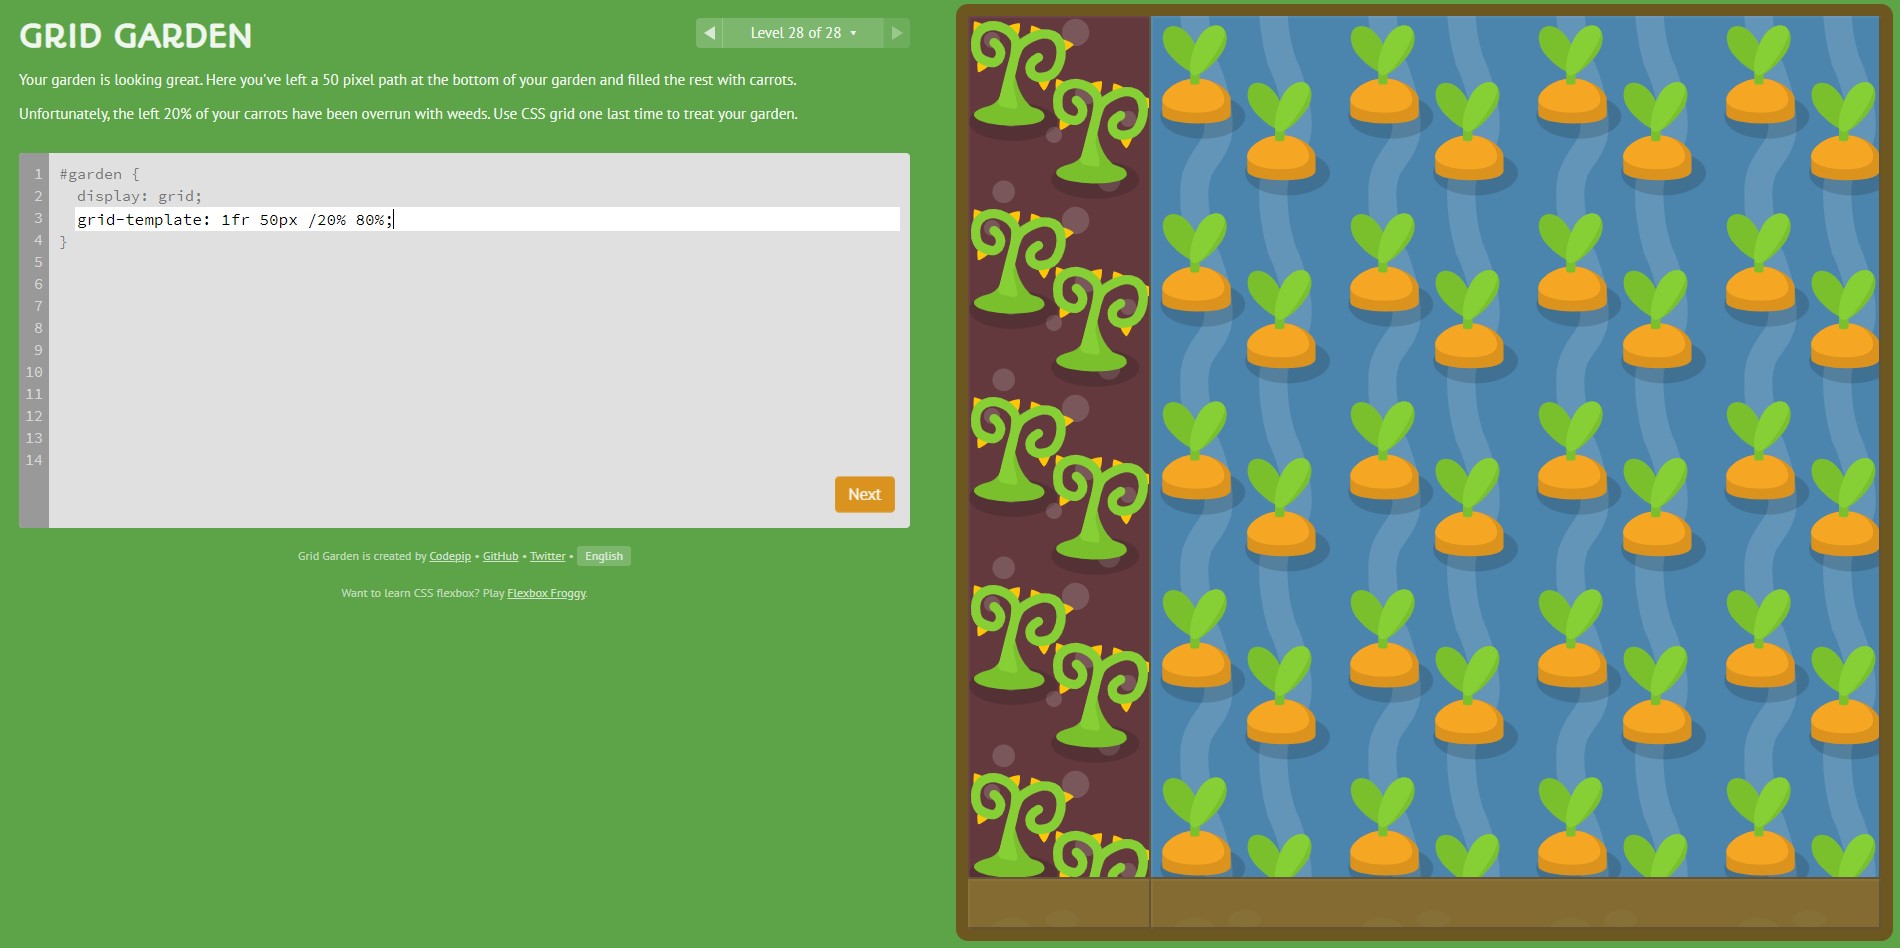 GRID GARDEN
◀ Level 28 of 28 ▾ ▶
Your garden is looking great. Here you've left a 50 pixel path at the bottom of your garden and filled the rest with carrots.
Unfortunately, the left 20% of your carrots have been overrun with weeds. Use CSS grid one last time to treat your garden.
1 #garden {
2 display: grid;
3 grid-template: 1fr 50px /20% 80%;
4 }
5
6
7
8
9
10
11
12
13
14
Next
Grid Garden is created by Codepip • GitHub • Twitter • English
Want to learn CSS flexbox? Play Flexbox Froggy.